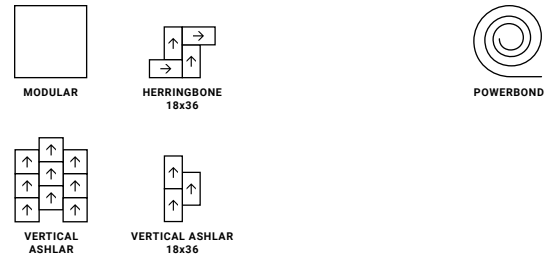 MODULAR
HERRINGBONE
18x36
POWERBOND
VERTICAL
ASHLAR
VERTICAL ASHLAR
18x36